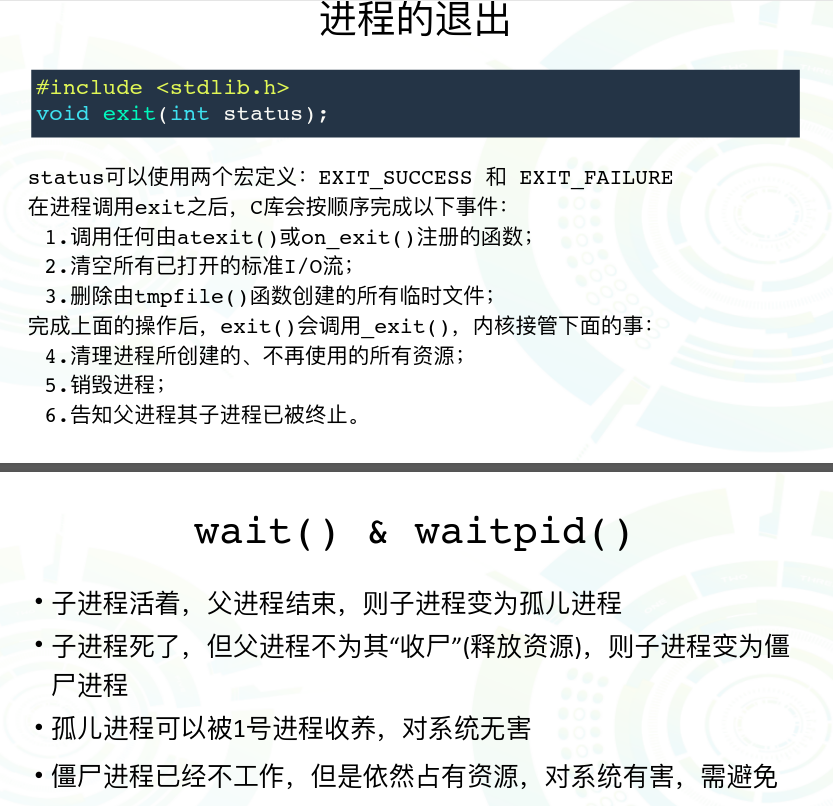 进程的退出
#include <stdlib.h>
void exit(int status);
status可以使用两个宏定义：EXIT_SUCCESS 和 EXIT_FAILURE
在进程调用exit之后，C库会按顺序完成以下事件：
1.调用任何由atexit()或on_exit()注册的函数；
2.清空所有已打开的标准I/O流；
3.删除由tmpfile()函数创建的所有临时文件；
完成上面的操作后，exit()会调用_exit()，内核接管下面的事：
4.清理进程所创建的、不再使用的所有资源；
5.销毁进程；
6.告知父进程其子进程已被终止。
wait() & waitpid()
• 子进程活着，父进程结束，则子进程变为孤儿进程
• 子进程死了，但父进程不为其“收尸”(释放资源)，则子进程变为僵
尸进程
• 孤儿进程可以被1号进程收养，对系统无害
• 僵尸进程已经不工作，但是依然占有资源，对系统有害，需避免